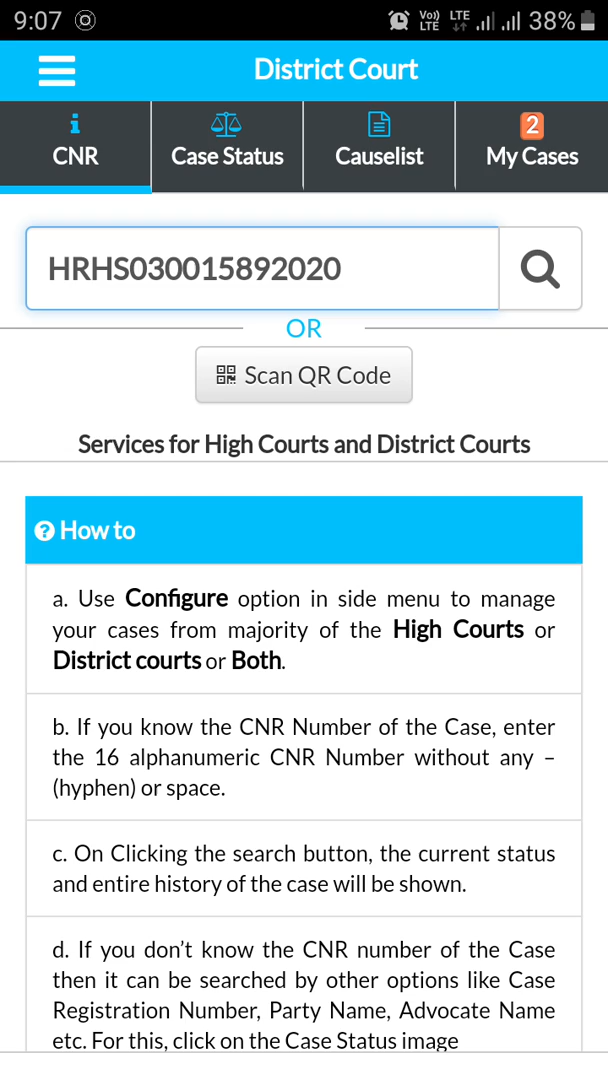 9:07
Vo)) LTE LTE 38%
District Court
CNR Case Status Causelist 2 My Cases
HRHS030015892020
OR
Scan QR Code
Services for High Courts and District Courts
How to
a. Use Configure option in side menu to manage
your cases from majority of the High Courts or
District courts or Both.
b. If you know the CNR Number of the Case, enter
the 16 alphanumeric CNR Number without any –
(hyphen) or space.
c. On Clicking the search button, the current status
and entire history of the case will be shown.
d. If you don't know the CNR number of the Case
then it can be searched by other options like Case
Registration Number, Party Name, Advocate Name
etc. For this, click on the Case Status image